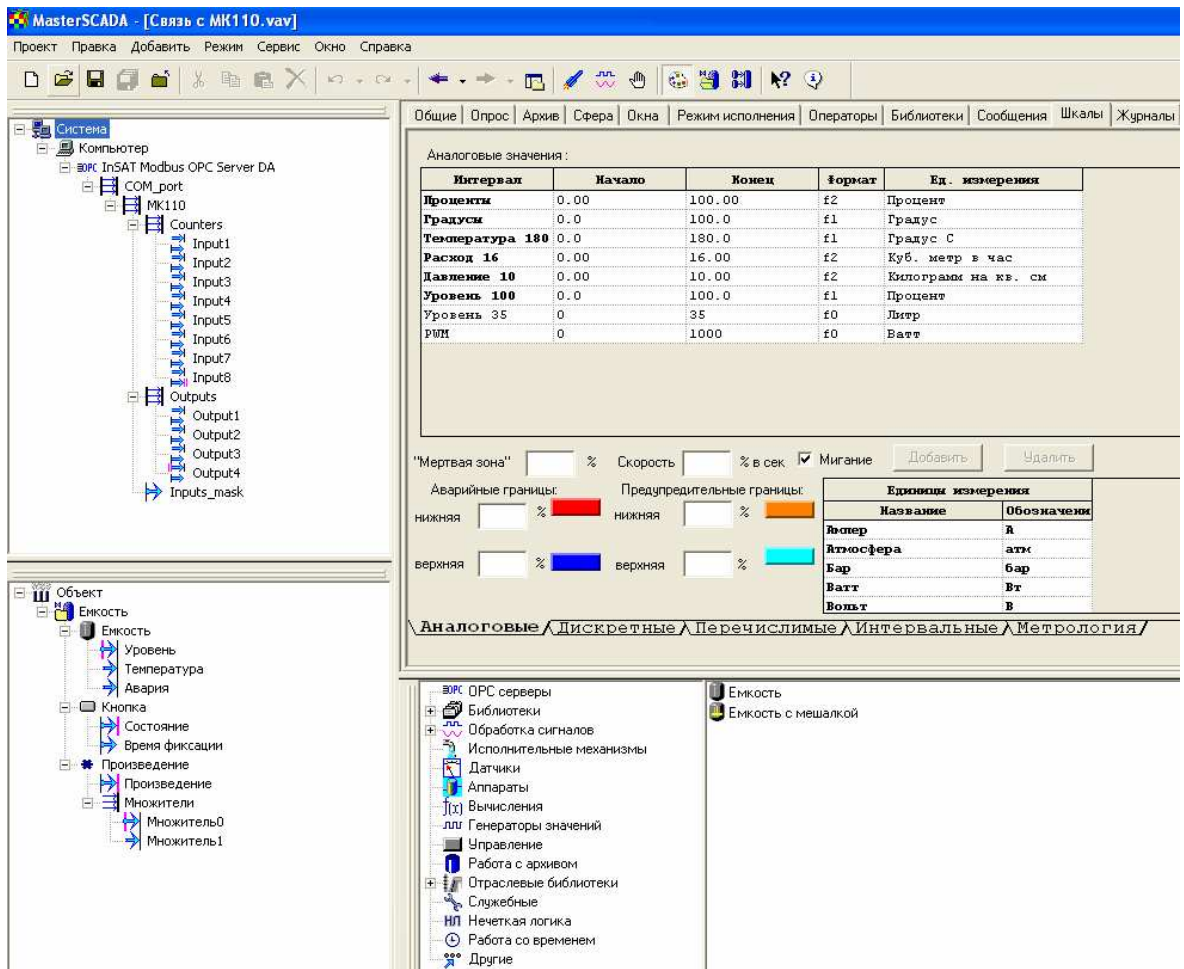 MasterSCADA - [Связь с МК110.vav]
Проект Правка Добавить Режим Сервис Окно Справка
Система
Компьютер
InSAT Modbus OPC Server DA
COM_port
MK110
Counters
Input1
Input2
Input3
Input4
Input5
Input6
Input7
Input8
Outputs
Output1
Output2
Output3
Output4
Inputs_mask
Объект
Емкость
Емкость
Уровень
Температура
Авария
Кнопка
Состояние
Время фиксации
Произведение
Произведение
Множители
Множитель0
Множитель1
Общие Опрос Архив Сфера Окна Режим исполнения Операторы Библиотеки Сообщения Шкалы Журналы
Аналоговые значения :
Интервал Начало Конец Формат Ед. измерения
Проценты 0.00 100.00 f2 Процент
Градусы 0.0 100.0 f1 Градус
Температура 180 0.0 180.0 f1 Градус С
Расход 16 0.00 16.00 f2 Куб. метр в час
Давление 10 0.00 10.00 f2 Килограмм на кв. см
Уровень 100 0.0 100.0 f1 Процент
Уровень 35 0 35 f0 Литр
PWM 0 1000 f0 Ватт
"Мертвая зона" % Скорость % в сек Мигание Добавить Удалить
Аварийные границы: Предупредительные границы:
нижняя % нижняя %
верхняя % верхняя %
Единицы измерения
Название Обозначени
Ампер А
Атмосфера атм
Бар бар
Ватт Вт
Вольт В
Аналоговые Дискретные Перечислимые Интервальные Метрология
OPC серверы
Библиотеки
Обработка сигналов
Исполнительные механизмы
Датчики
Аппараты
f(x) Вычисления
Генераторы значений
Управление
Работа с архивом
Отраслевые библиотеки
Служебные
НЛ Нечеткая логика
Работа со временем
Другие
Емкость
Емкость с мешалкой